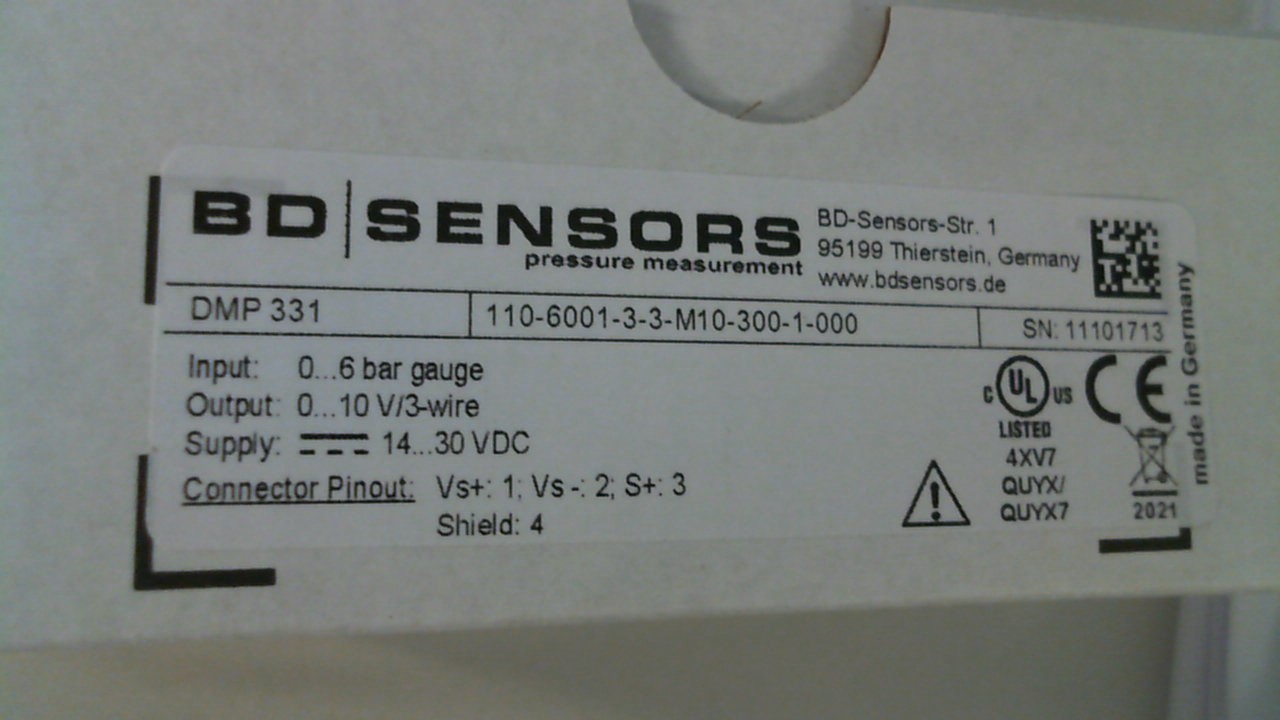 BD|SENSORS
pressure measurement
BD-Sensors-Str. 1
95199 Thierstein, Germany
www.bdsensors.de
DMP 331
110-6001-3-3-M10-300-1-000
SN: 11101713
Input: 0...6 bar gauge
Output: 0...10 V/3-wire
Supply: 14...30 VDC
Connector Pinout: Vs+: 1; Vs -: 2; S+: 3
Shield: 4
C UL US
LISTED
4XV7
QUYX/
QUYX7
CE
2021
made in Germany